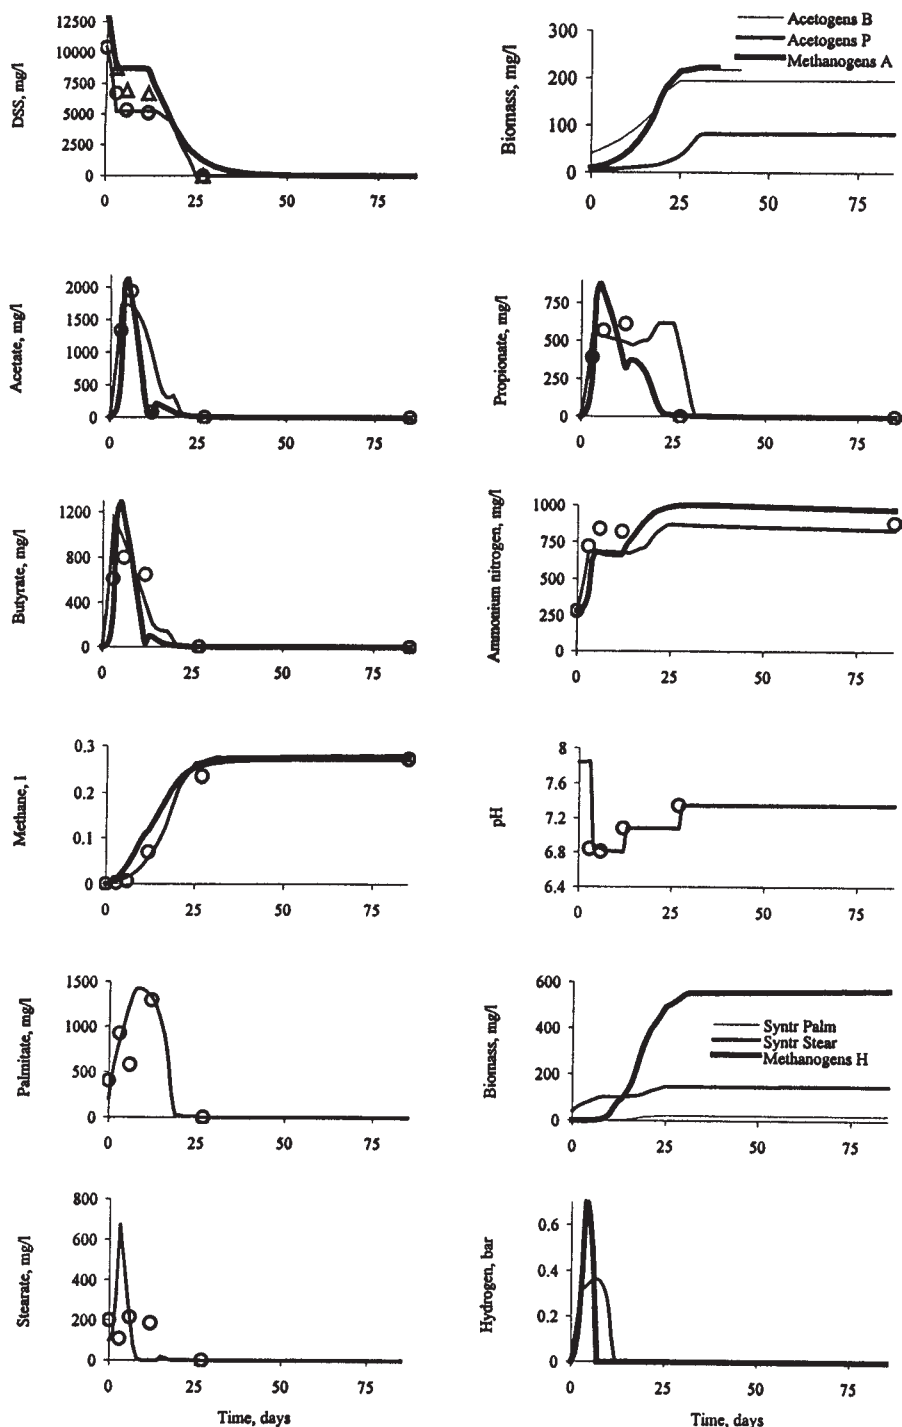 DSS, mg/l
12500
10000
7500
5000
2500
0
0 25 50 75
Biomass, mg/l
300
200
100
0
0 25 50 75
Acetogens B
Acetogens P
Methanogens A
Acetate, mg/l
2000
1500
1000
500
0
0 25 50 75
Propionate, mg/l
750
500
250
0
0 25 50 75
Butyrate, mg/l
1200
800
400
0
0 25 50 75
Ammonium nitrogen, mg/l
1000
750
500
250
0
0 25 50 75
Methane, l
0.3
0.2
0.1
0
0 25 50 75
pH
8
7.6
7.2
6.8
6.4
0 25 50 75
Palmitate, mg/l
1500
1000
500
0
0 25 50 75
Biomass, mg/l
600
400
200
0
0 25 50 75
Syntr Palm
Syntr Stear
Methanogens H
Stearate, mg/l
800
600
400
200
0
0 25 50 75
Time, days
Hydrogen, bar
0.6
0.4
0.2
0
0 25 50 75
Time, days